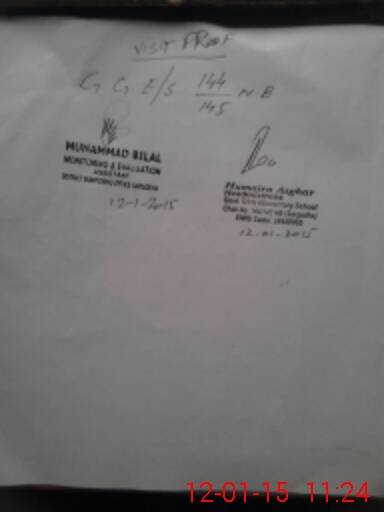 VISIT PROOF
G G E/S 144/145 NB
MUHAMMAD BILAL
MONITORING & EVALUATION
ASSISTANT
12-1-2015
Humaira Asghar
Headmistress
Govt. Girls Elementary School
12-01-2015
12-01-15 11:24